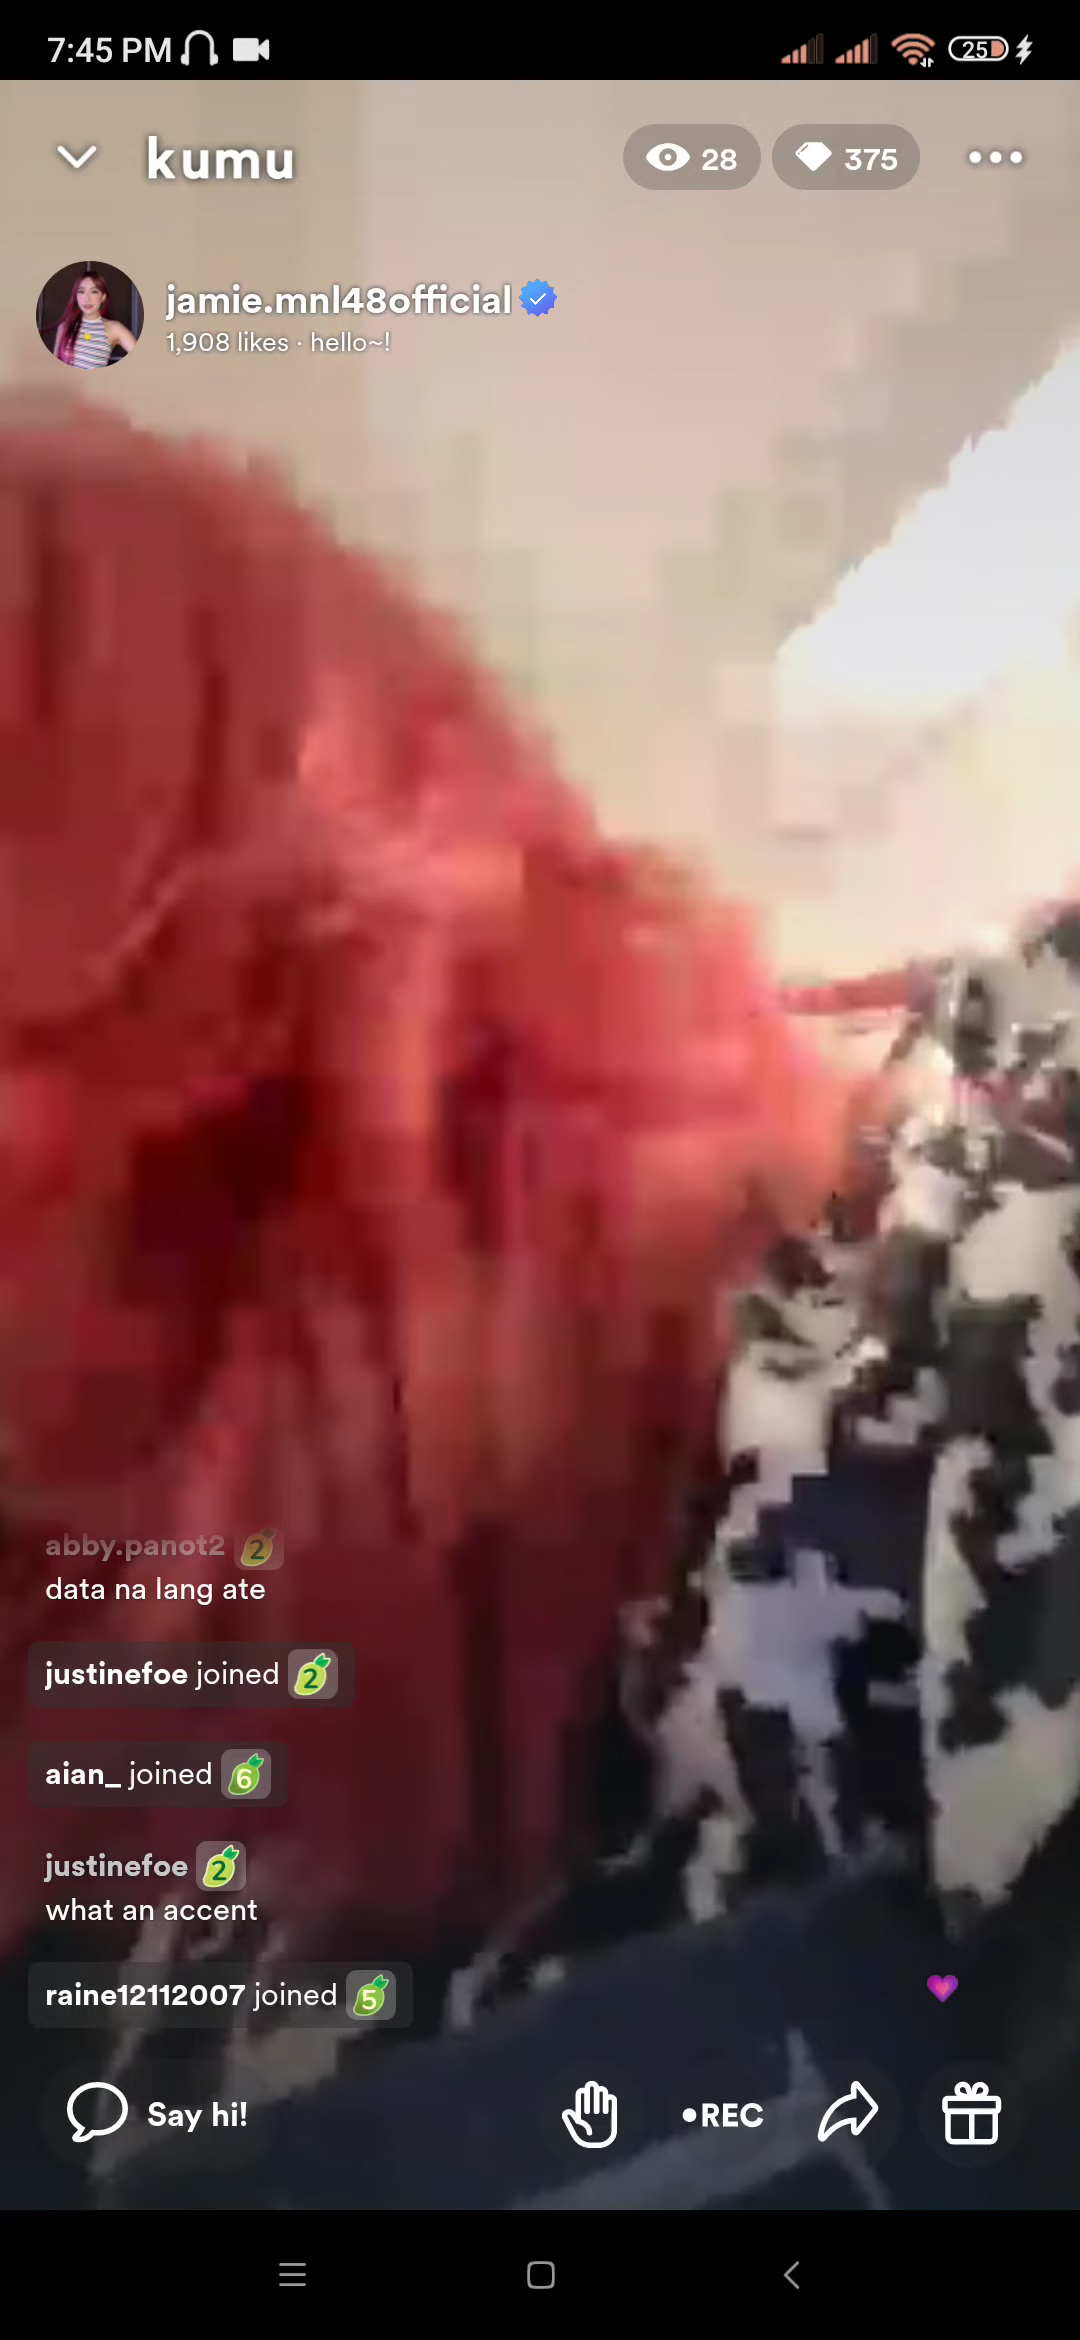 7:45 PM
25
kumu
28
375
jamie.mnl48official
1,908 likes · hello~!
abby.panot2 2
data na lang ate
justinefoe joined 2
aian_ joined 6
justinefoe 2
what an accent
raine12112007 joined 5
Say hi!
•REC